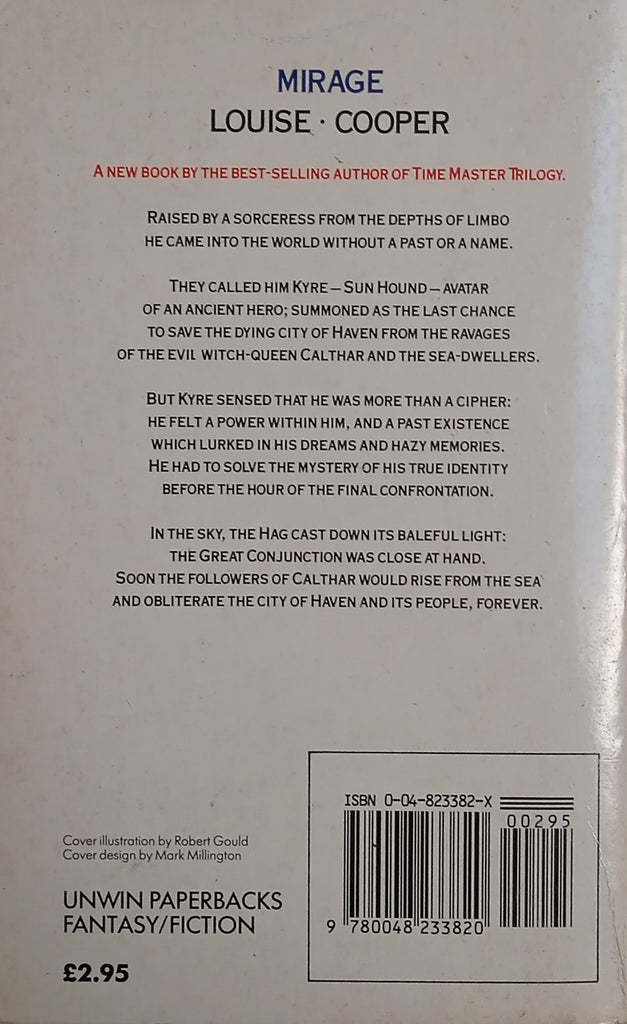 MIRAGE
LOUISE · COOPER
A NEW BOOK BY THE BEST-SELLING AUTHOR OF TIME MASTER TRILOGY.
RAISED BY A SORCERESS FROM THE DEPTHS OF LIMBO
HE CAME INTO THE WORLD WITHOUT A PAST OR A NAME.
THEY CALLED HIM KYRE – SUN HOUND – AVATAR
OF AN ANCIENT HERO; SUMMONED AS THE LAST CHANCE
TO SAVE THE DYING CITY OF HAVEN FROM THE RAVAGES
OF THE EVIL WITCH-QUEEN CALTHAR AND THE SEA-DWELLERS.
BUT KYRE SENSED THAT HE WAS MORE THAN A CIPHER:
HE FELT A POWER WITHIN HIM, AND A PAST EXISTENCE
WHICH LURKED IN HIS DREAMS AND HAZY MEMORIES.
HE HAD TO SOLVE THE MYSTERY OF HIS TRUE IDENTITY
BEFORE THE HOUR OF THE FINAL CONFRONTATION.
IN THE SKY, THE HAG CAST DOWN ITS BALEFUL LIGHT:
THE GREAT CONJUNCTION WAS CLOSE AT HAND.
SOON THE FOLLOWERS OF CALTHAR WOULD RISE FROM THE SEA
AND OBLITERATE THE CITY OF HAVEN AND ITS PEOPLE, FOREVER.
Cover illustration by Robert Gould
Cover design by Mark Millington
UNWIN PAPERBACKS
FANTASY/FICTION
£2.95
ISBN 0-04-823382-X
00295
9 780048 233820